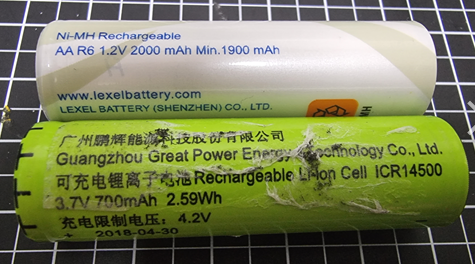 Ni-MH Rechargeable
AA R6 1.2V 2000 mAh Min.1900 mAh
www.lexelbattery.com
LEXEL BATTERY (SHENZHEN) CO., LTD.
广州鹏辉能源科技股份有限公司
Guangzhou Great Power Energy Technology Co., Ltd.
可充电锂离子电池 Rechargeable Li-ion Cell ICR14500
3.7V 700mAh 2.59Wh
充电限制电压: 4.2V
+ 2018-04-30